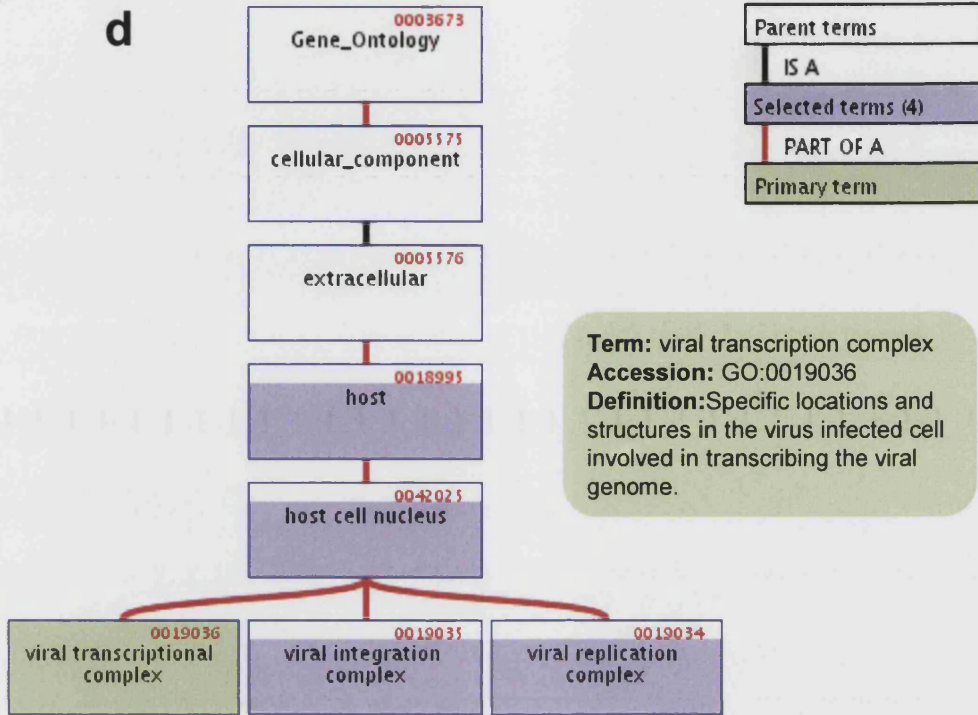 d
0003673
Gene_Ontology
0005575
cellular_component
0005576
extracellular
0018995
host
0042025
host cell nucleus
0019036
viral transcriptional
complex
0019035
viral integration
complex
0019034
viral replication
complex
Parent terms
IS A
Selected terms (4)
PART OF A
Primary term
Term: viral transcription complex
Accession: GO:0019036
Definition:Specific locations and
structures in the virus infected cell
involved in transcribing the viral
genome.